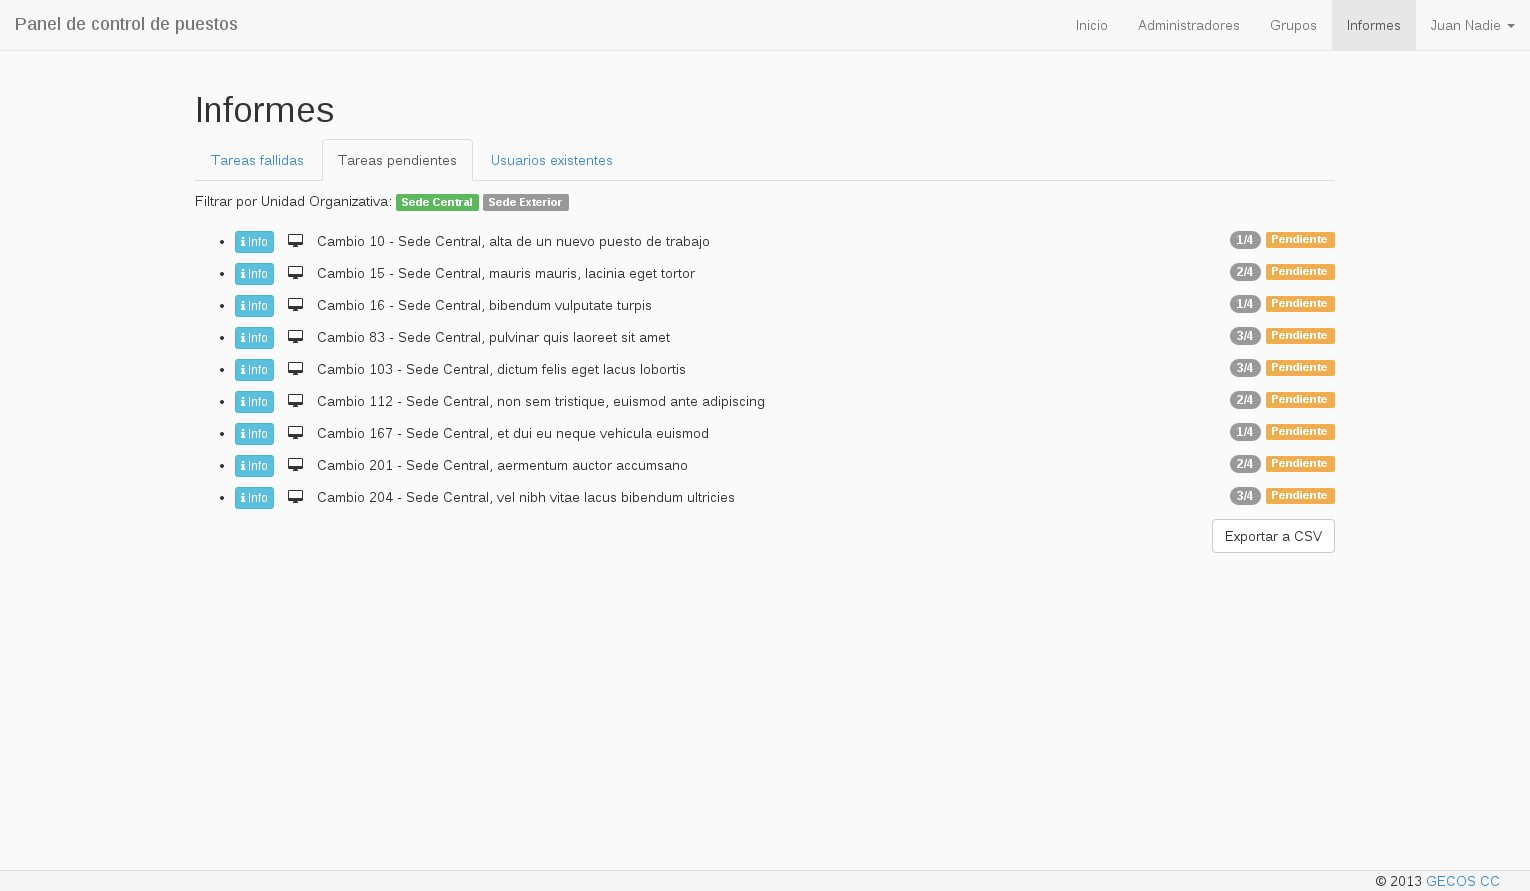 Panel de control de puestos Inicio Administradores Grupos Informes Juan Nadie
Informes
Tareas fallidas Tareas pendientes Usuarios existentes
Filtrar por Unidad Organizativa: Sede Central Sede Exterior
Info Cambio 10 - Sede Central, alta de un nuevo puesto de trabajo 1/4 Pendiente
Info Cambio 15 - Sede Central, mauris mauris, lacinia eget tortor 2/4 Pendiente
Info Cambio 16 - Sede Central, bibendum vulputate turpis 1/4 Pendiente
Info Cambio 83 - Sede Central, pulvinar quis laoreet sit amet 3/4 Pendiente
Info Cambio 103 - Sede Central, dictum felis eget lacus lobortis 3/4 Pendiente
Info Cambio 112 - Sede Central, non sem tristique, euismod ante adipiscing 2/4 Pendiente
Info Cambio 167 - Sede Central, et dui eu neque vehicula euismod 1/4 Pendiente
Info Cambio 201 - Sede Central, aermentum auctor accumsano 2/4 Pendiente
Info Cambio 204 - Sede Central, vel nibh vitae lacus bibendum ultricies 3/4 Pendiente
Exportar a CSV
© 2013 GECOS CC